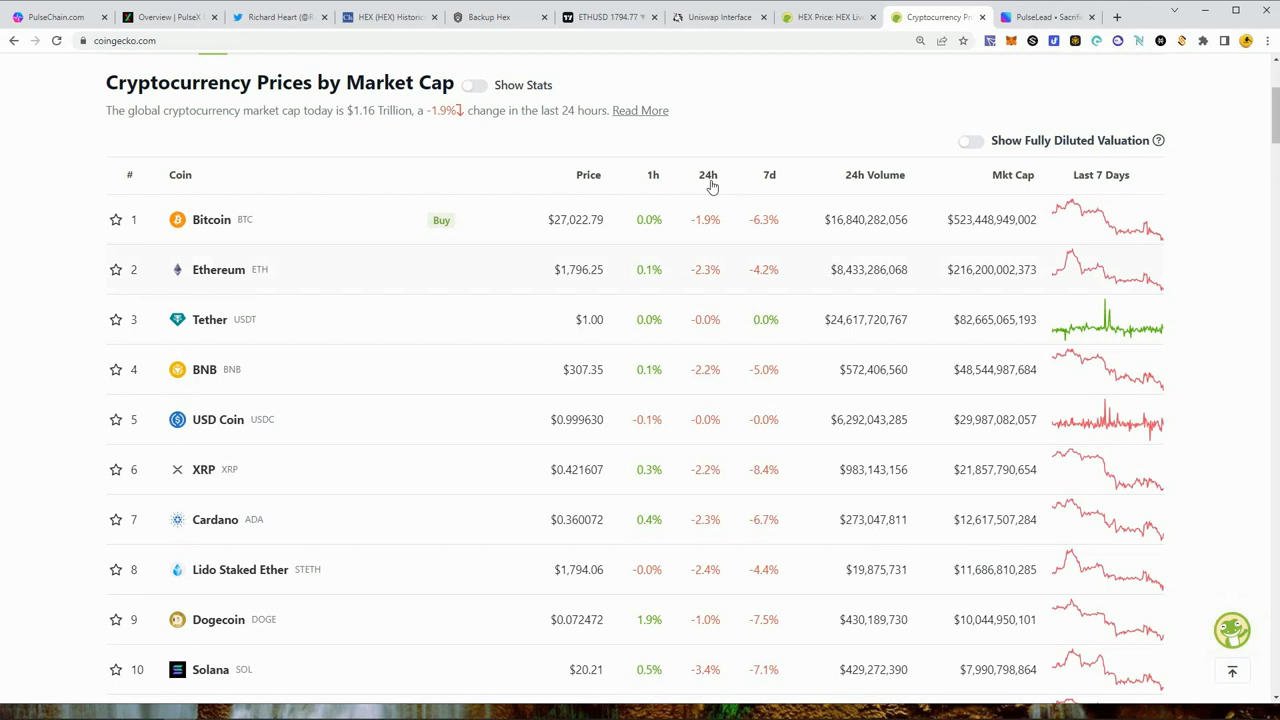 PulseChain.com
Overview | PulseX
Richard Heart (@R
HEX (HEX) Historic
Backup Hex
ETHUSD 1794.77
Uniswap Interface
HEX Price: HEX Live
Cryptocurrency Pri
PulseLead • Sacrific
coingecko.com
Cryptocurrency Prices by Market Cap Show Stats
The global cryptocurrency market cap today is $1.16 Trillion, a -1.9% change in the last 24 hours. Read More
Show Fully Diluted Valuation
# Coin Price 1h 24h 7d 24h Volume Mkt Cap Last 7 Days
1 Bitcoin BTC Buy $27,022.79 0.0% -1.9% -6.3% $16,840,282,056 $523,448,949,002
2 Ethereum ETH $1,796.25 0.1% -2.3% -4.2% $8,433,286,068 $216,200,002,373
3 Tether USDT $1.00 0.0% -0.0% 0.0% $24,617,720,767 $82,665,065,193
4 BNB BNB $307.35 0.1% -2.2% -5.0% $572,406,560 $48,544,987,684
5 USD Coin USDC $0.999630 -0.1% -0.0% -0.0% $6,292,043,285 $29,987,082,057
6 XRP XRP $0.421607 0.3% -2.2% -8.4% $983,143,156 $21,857,790,654
7 Cardano ADA $0.360072 0.4% -2.3% -6.7% $273,047,811 $12,617,507,284
8 Lido Staked Ether STETH $1,794.06 -0.0% -2.4% -4.4% $19,875,731 $11,686,810,285
9 Dogecoin DOGE $0.072472 1.9% -1.0% -7.5% $430,189,730 $10,044,950,101
10 Solana SOL $20.21 0.5% -3.4% -7.1% $429,272,390 $7,990,798,864